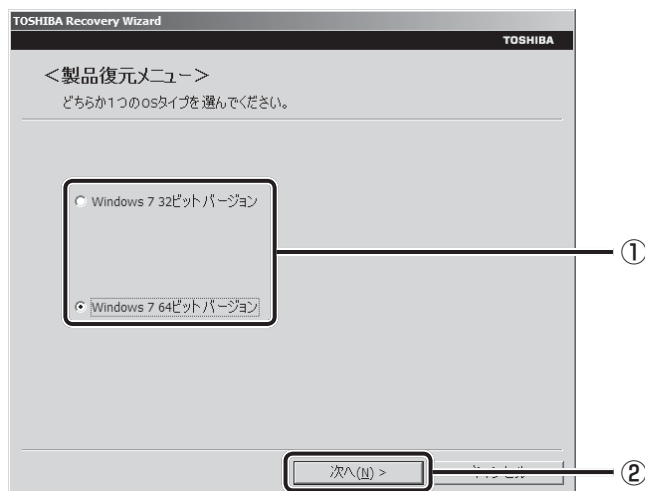 TOSHIBA Recovery Wizard
TOSHIBA
＜製品復元メニュー＞
どちらか1つのOSタイプを選んでください。
Windows 7 32ビットバージョン
①
Windows 7 64ビットバージョン
次へ(N) >
②